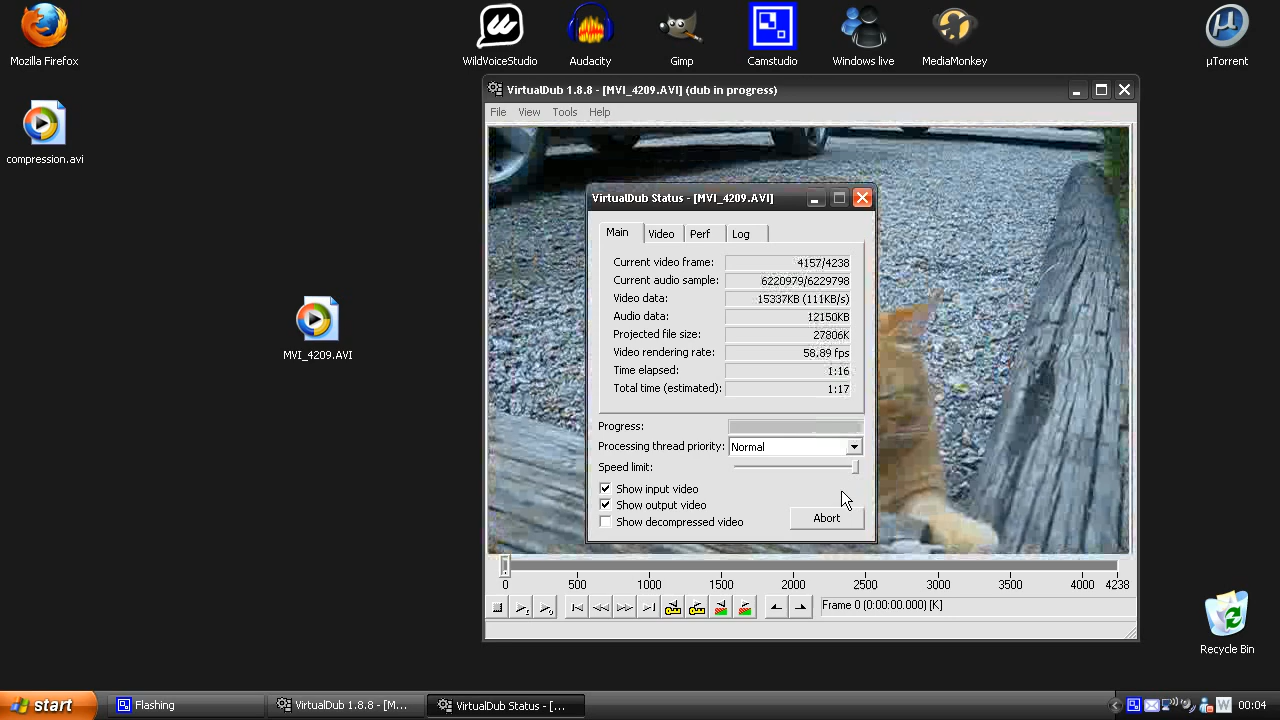 Mozilla Firefox
WildVoiceStudio
Audacity
Gimp
Camstudio
Windows live
MediaMonkey
µTorrent
compression.avi
MVI_4209.AVI
VirtualDub 1.8.8 - [MVI_4209.AVI] (dub in progress)
File View Tools Help
VirtualDub Status - [MVI_4209.AVI]
Main Video Perf Log
Current video frame: 4157/4238
Current audio sample: 6220979/6229798
Video data: 15337KB (111KB/s)
Audio data: 12150KB
Projected file size: 27806K
Video rendering rate: 58.89 fps
Time elapsed: 1:16
Total time (estimated): 1:17
Progress:
Processing thread priority: Normal
Speed limit:
Show input video
Show output video
Show decompressed video
Abort
0 500 1000 1500 2000 2500 3000 3500 4000 4238
Frame 0 (0:00:00.000) [K]
Recycle Bin
start
Flashing
VirtualDub 1.8.8 - [M...
VirtualDub Status - [...
W
00:04